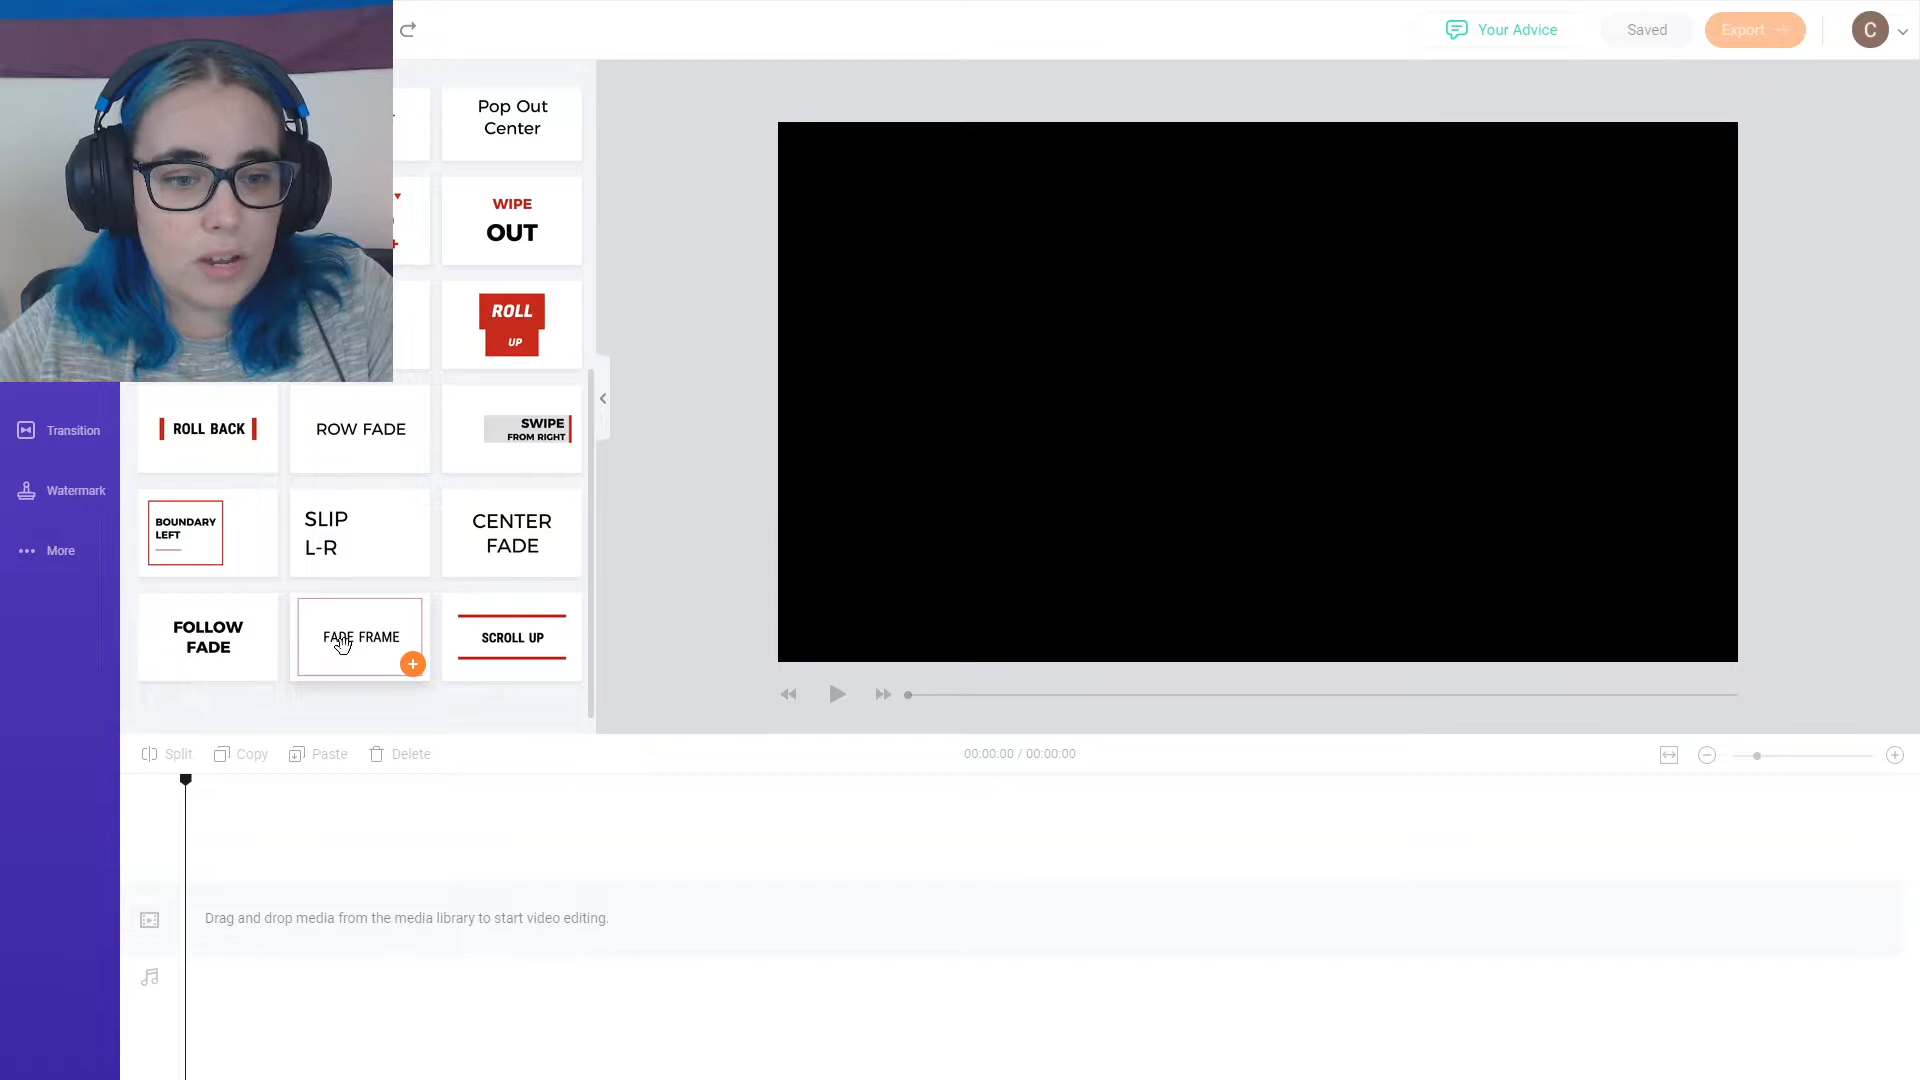 Your Advice
Saved
Export
C
Pop Out
Center
WIPE
OUT
ROLL
UP
Transition
ROLL BACK
ROW FADE
SWIPE
FROM RIGHT
Watermark
BOUNDARY
LEFT
SLIP
L-R
CENTER
FADE
More
FOLLOW
FADE
FADE FRAME
SCROLL UP
Split
Copy
Paste
Delete
00:00:00 / 00:00:00
Drag and drop media from the media library to start video editing.